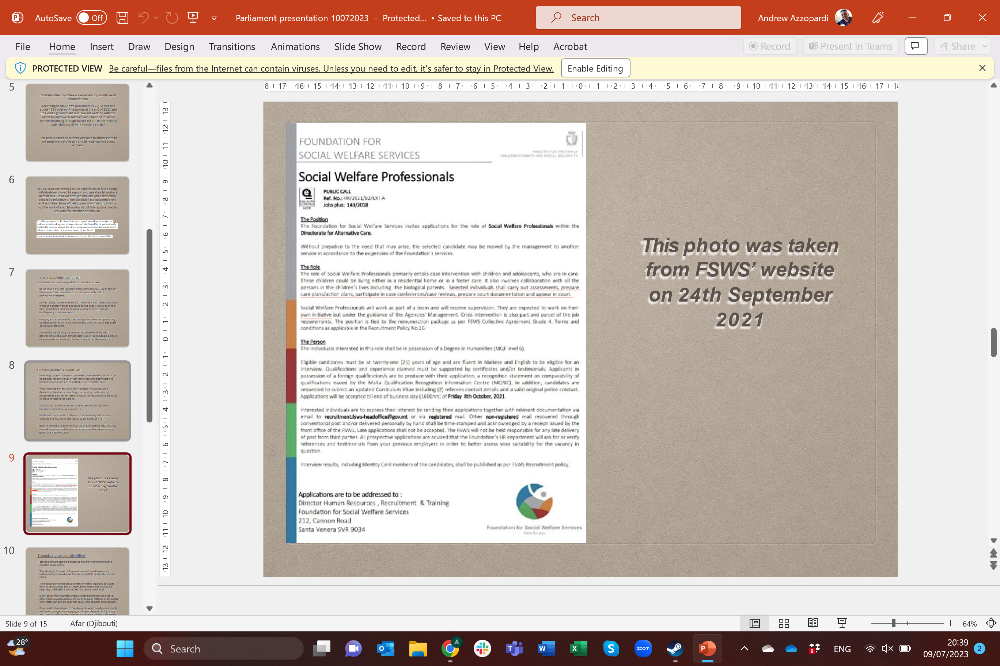 AutoSave Off Parliament presentation 10072023 - Protected... • Saved to this PC Search Andrew Azzopardi
File Home Insert Draw Design Transitions Animations Slide Show Record Review View Help Acrobat Record Present in Teams Share
PROTECTED VIEW Be careful—files from the Internet can contain viruses. Unless you need to edit, it's safer to stay in Protected View. Enable Editing
5
Similarly other countries are experiencing shortages of
social workers.
According to BBC News (December 2022), Wales had
about 485 social work vacancies at the end of 2022 and
the Welsh government said "We are working with the
sector to improve recruitment and retention of social
workers including through actions set out in the recently
published social work workforce plan."
This plan is based on a three year plan to attract more to
the social work profession and to retain current social
workers.
6
MASW also acknowledges the importance of there being
individuals employed to support and assist social workers
in their role. However both job title and job description
should be reflective of the fact that it is a supportive role
and any false claims of being a social worker or carrying
out the work of a social worker should be reprimanded in
line with the limitations of the law.
3.(1) No person can hold himself out to be a professional social worker or
perform social work against remuneration or hold himself to be professionally
qualified to do so or assume the title or designation of warranted social worker
unless he is the holder of a warrant issued by the Board.
Extract from the Social Work Profession Act, Chapter 468 of the Laws of Malta
7
Primary problems identified
Individuals who are not qualified in social work are;
- being given the title 'social welfare professionals', even though
they are not warranted and do not necessarily hold a
professional degree.
- not 'assisting' social workers but have their own case allocation
without a social worker allocated to the cases. This also means
they sometimes take the lead on a case over a group of
multiagency social workers.
- carrying out assessments, preparing care plans and preparing
court documentation and recommendations without adequate
social work training.
- frequently identifying themselves as social workers with
professionals and with service users, which is misleading and in
direct violation of article 3 in the Social Work Profession Act.
8
Primary problems identified
- receiving supervision from qualified social workers which is an
additional responsibility of having to provide supervision to
individuals who are not qualified to carry out the role.
- working in nearly all social work sectors including Child
Protection Services where they are making professional
judgements and assessments without the professional training
to make informed decisions.
- not accountable to a professional board which regulates
practice and maintains standards.
- not bound by a code of ethics in the same way that social
workers are bound by the Social Work Ethics (2018).
- given a choice of sector to work in, in the vacancy call, making
the call even more attractive, whereas social workers are not
given this same choice.
9
This photo was taken
from FSWS' website
on 24th September
2021
10
Secondary problems identified
- Service users are being led to believe that they are working with a
qualified social worker.
- There is a high turnover of these workers and then the cases are
reallocated again causing confusion and multiple workers for service
users.
- The standard of service being offered by what is regarded as 'social
work' is being diluted and misrepresented when those without the
necessary qualifications are allowed to practise social work.
- Many 'social welfare professionals' are gaining the hours to access
other masters courses so they are not even being retained by the social
work profession as is the case with social work students on placement.
- If anyone is being allowed to practise social work, then future students
will be discouraged from applying to study social work. As it is, those
FOUNDATION FOR
SOCIAL WELFARE SERVICES
MINISTRY FOR THE FAMILY
CHILDREN'S RIGHTS AND SOCIAL SOLIDARITY
Social Welfare Professionals
EQUALITY
CERTIFIED
NCPE
PUBLIC CALL
Ref. No.: HR/2021/82/EXT A
Jobs plus: 143/2018
The Position
The Foundation for Social Welfare Services invites applications for the role of Social Welfare Professionals within the
Directorate for Alternative Care.
Without prejudice to the need that may arise, the selected candidate may be moved by the management to another
service in accordance to the exigencies of the Foundation's services.
The Role
The role of Social Welfare Professionals primarily entails case intervention with children and adolescents, who are in care.
These children could be living either in a residential home or in a foster care. It also involves collaboration with all the
persons in the children's lives including the biological parents. Selected individuals shall carry out assessments, prepare
care plans/action plans, participate in case conferences/case reviews, prepare court documentation and appear in court.
Social Welfare Professionals will work as part of a team and will receive supervision. They are expected to work on their
own initiative but under the guidance of the Agencies' Management. Crisis intervention is also part and parcel of the job
requirements. The position is tied to the remuneration package as per FSWS Collective Agreement Grade 4. Terms and
conditions as applicable in the Recruitment Policy No.16.
The Person
The individuals interested in this role shall be in possession of a Degree in Humanities (MQF level 6).
Eligible candidates must be at twenty-one (21) years of age and are fluent in Maltese and English to be eligible for an
interview. Qualifications and experience claimed must be supported by certificates and/or testimonials. Applicants in
possession of a foreign qualification/s are to produce with their application, a recognition statement on comparability of
qualifications issued by the Malta Qualification Recognition Information Centre (MQRIC). In addition, candidates are
requested to submit an updated Curriculum Vitae including (2) referees contact details and a valid original police conduct.
Applications will be accepted till end of business day (1600hrs) of Friday 8th October, 2021
Interested individuals are to express their interest by sending their applications together with relevant documentation via
email to recruitment.fsws-headoffice@gov.mt or via registered mail. Other non-registered mail recovered through
conventional post and/or delivered personally by hand shall be time-stamped and acknowledged by a receipt issued by the
front office of the FSWS. Late applications shall not be accepted. The FSWS will not be held responsible for any late delivery
of post from third parties. All prospective applications are advised that the Foundation's HR department will ask for or verify
references and testimonials from your previous employers in order to better assess your suitability for the vacancy in
question.
Interview results, including Identity Card numbers of the candidates, shall be published as per FSWS Recruitment policy.
Applications are to be addressed to :
Director Human Resources , Recruitment & Training
Foundation for Social Welfare Services
212, Cannon Road
Santa Venera SVR 9034
Foundation for Social Welfare Services
Here for you
This photo was taken
from FSWS' website
on 24th September
2021
Slide 9 of 15 Afar (Djibouti) 64%
28° Search ENG 20:39
09/07/2023 2